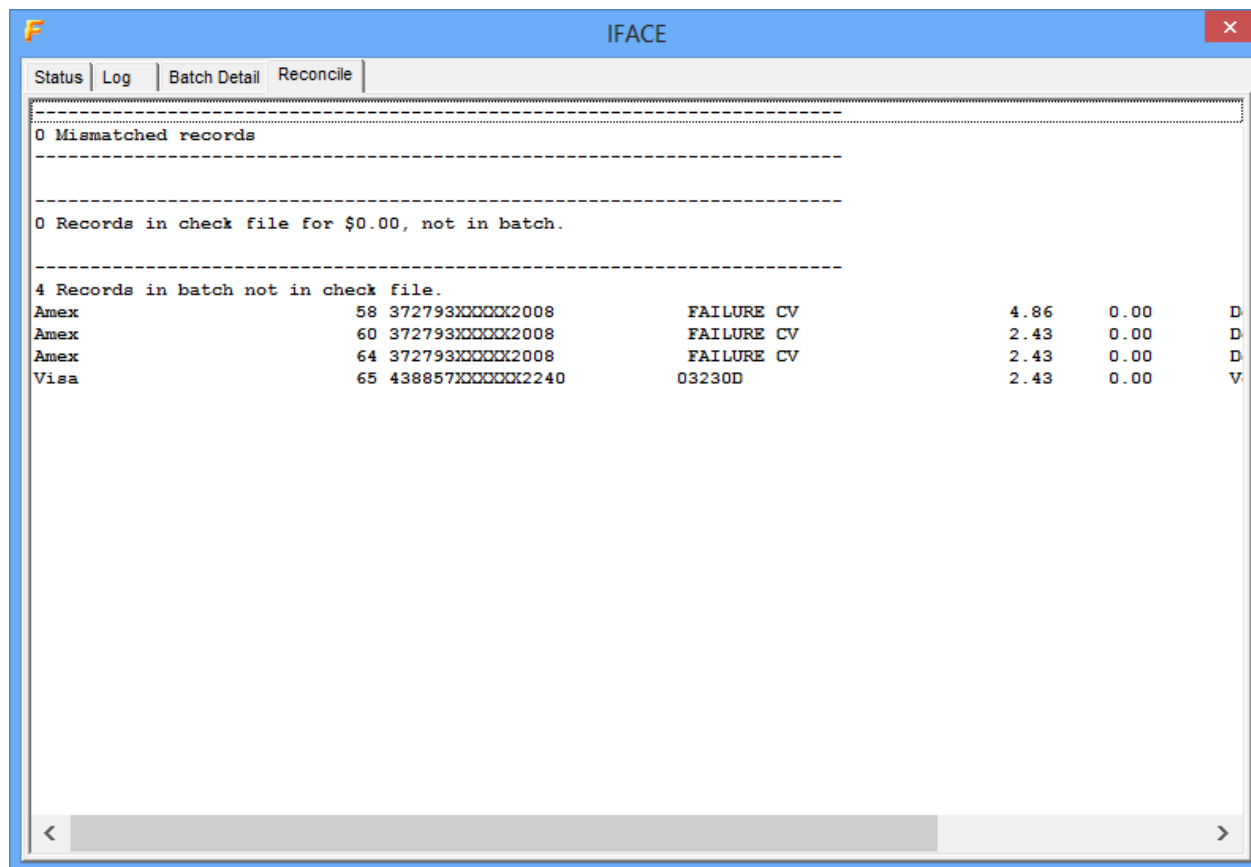 F IFACE
Status Log Batch Detail Reconcile
--------------------------------------------------------------------------
0 Mismatched records
--------------------------------------------------------------------------
--------------------------------------------------------------------------
0 Records in check file for $0.00, not in batch.
--------------------------------------------------------------------------
4 Records in batch not in check file.
Amex 58 372793XXXXX2008 FAILURE CV 4.86 0.00 D
Amex 60 372793XXXXX2008 FAILURE CV 2.43 0.00 D
Amex 64 372793XXXXX2008 FAILURE CV 2.43 0.00 D
Visa 65 438857XXXXXX2240 03230D 2.43 0.00 V